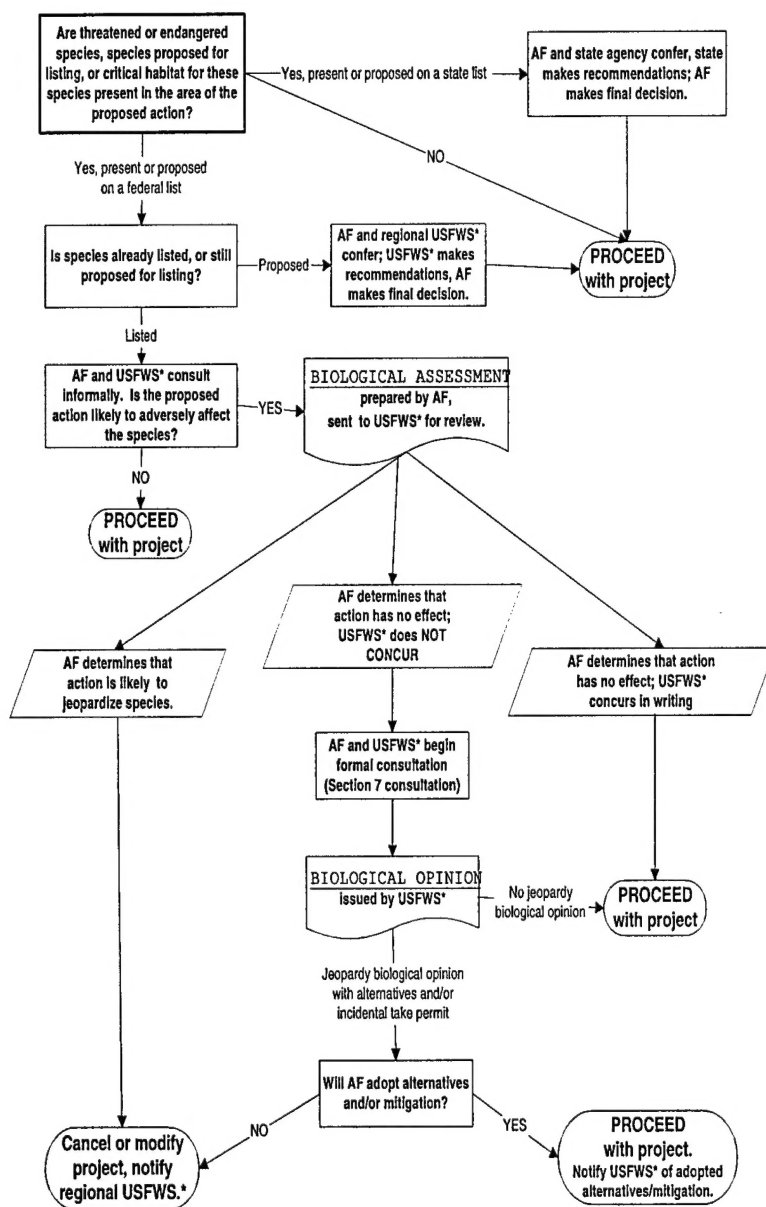 Are threatened or endangered
species, species proposed for
listing, or critical habitat for these
species present in the area of the
proposed action?
Yes, present or proposed on a state list
AF and state agency confer, state
makes recommendations; AF
makes final decision.
NO
Yes, present or proposed
on a federal list
Is species already listed, or still
proposed for listing?
Proposed
AF and regional USFWS*
confer; USFWS* makes
recommendations, AF
makes final decision.
PROCEED
with project
Listed
AF and USFWS* consult
informally. Is the proposed
action likely to adversely affect
the species?
YES
BIOLOGICAL ASSESSMENT
prepared by AF,
sent to USFWS* for review.
NO
PROCEED
with project
AF determines that
action is likely to
jeopardize species.
AF determines that
action has no effect;
USFWS* does NOT
CONCUR
AF determines that action
has no effect; USFWS*
concurs in writing
AF and USFWS* begin
formal consultation
(Section 7 consultation)
BIOLOGICAL OPINION
issued by USFWS*
No jeopardy
biological opinion
PROCEED
with project
Jeopardy biological opinion
with alternatives and/or
incidental take permit
Will AF adopt alternatives
and/or mitigation?
NO
YES
Cancel or modify
project, notify
regional USFWS.*
PROCEED
with project.
Notify USFWS* of adopted
alternatives/mitigation.